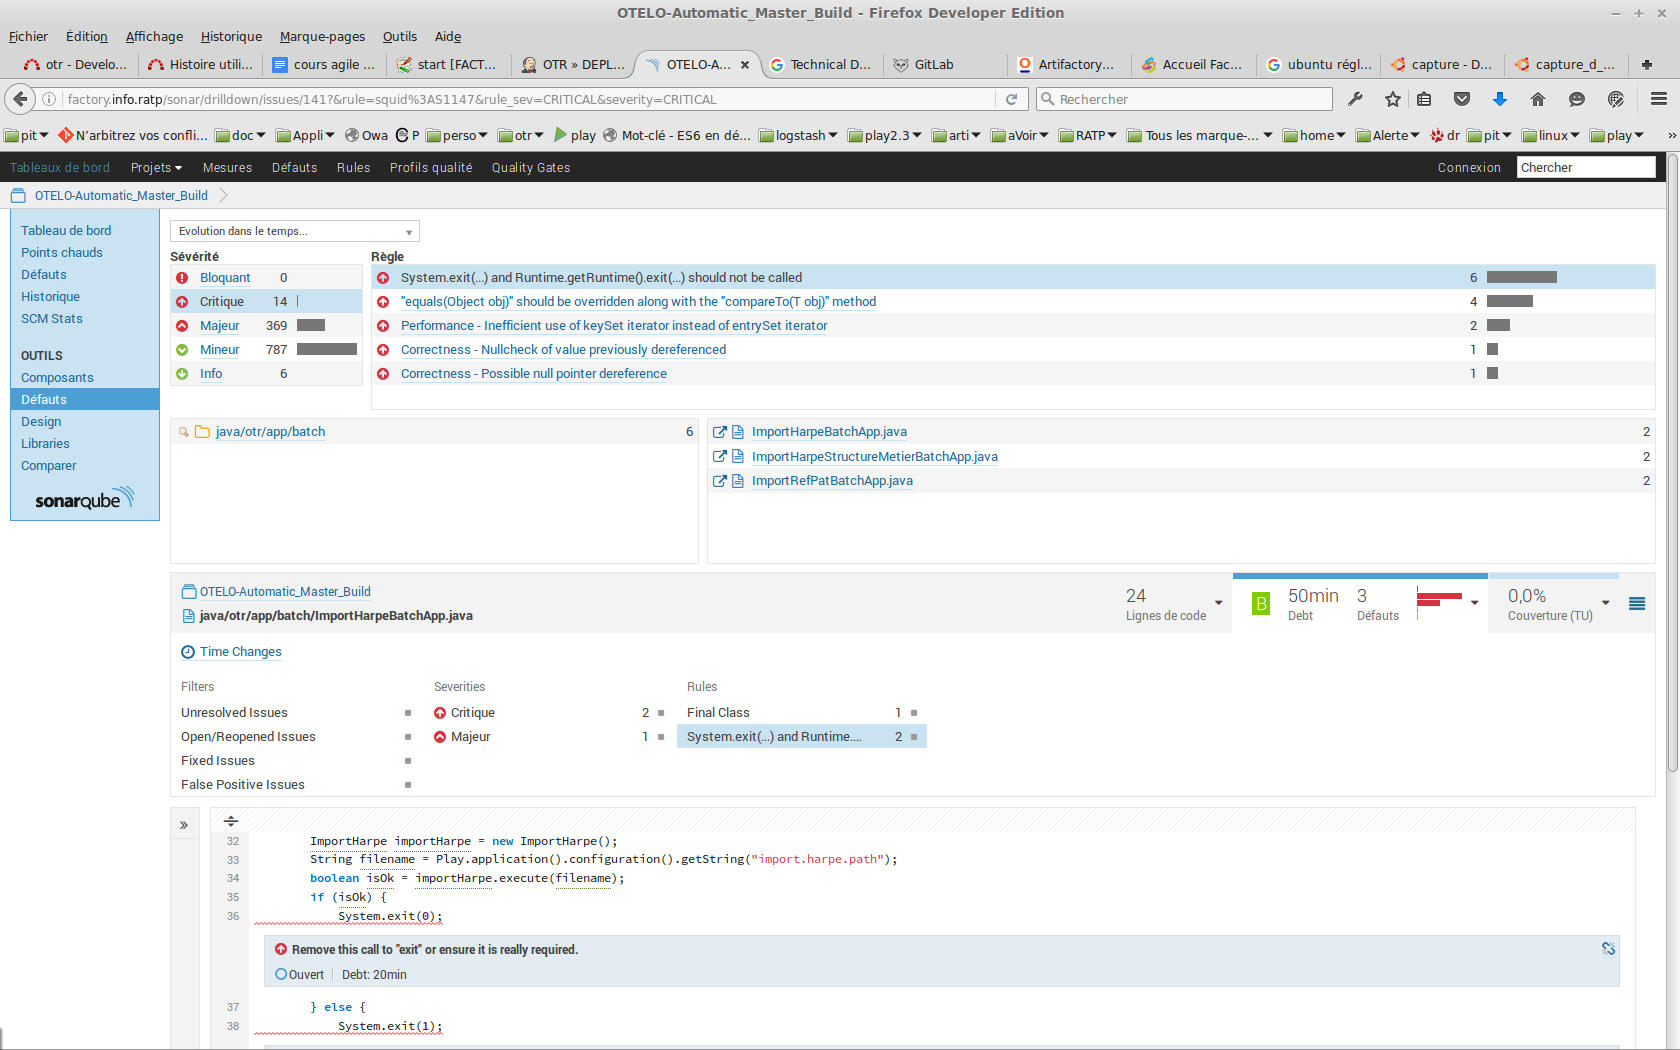 OTELO-Automatic_Master_Build - Firefox Developer Edition
Fichier Édition Affichage Historique Marque-pages Outils Aide
otr - Develo... Histoire utili... cours agile ... start [FACT... OTR » DEPL... OTELO-A... Technical D... GitLab Artifactory... Accueil Fac... ubuntu régl... capture - D... capture_d_...
factory.info.ratp/sonar/drilldown/issues/141?&rule=squid%3AS1147&rule_sev=CRITICAL&severity=CRITICAL Rechercher
pit N'arbitrez vos confli... doc Appli Owa P perso otr play Mot-clé - ES6 en dé... logstash play2.3 arti aVoir RATP Tous les marque-... home Alerte dr pit linux play »
Tableaux de bord Projets Mesures Défauts Rules Profils qualité Quality Gates Connexion Chercher
OTELO-Automatic_Master_Build
Tableau de bord
Points chauds
Défauts
Historique
SCM Stats
OUTILS
Composants
Défauts
Design
Libraries
Comparer
sonarqube
Evolution dans le temps...
Sévérité
Bloquant 0
Critique 14
Majeur 369
Mineur 787
Info 6
Règle
System.exit(...) and Runtime.getRuntime().exit(...) should not be called 6
"equals(Object obj)" should be overridden along with the "compareTo(T obj)" method 4
Performance - Inefficient use of keySet iterator instead of entrySet iterator 2
Correctness - Nullcheck of value previously dereferenced 1
Correctness - Possible null pointer dereference 1
java/otr/app/batch 6
ImportHarpeBatchApp.java 2
ImportHarpeStructureMetierBatchApp.java 2
ImportRefPatBatchApp.java 2
OTELO-Automatic_Master_Build
java/otr/app/batch/ImportHarpeBatchApp.java
24
Lignes de code
B
50min
Debt
3
Défauts
0,0%
Couverture (TU)
Time Changes
Filters
Unresolved Issues
Open/Reopened Issues
Fixed Issues
False Positive Issues
Severities
Critique 2
Majeur 1
Rules
Final Class 1
System.exit(...) and Runtime.... 2
»
32 ImportHarpe importHarpe = new ImportHarpe();
33 String filename = Play.application().configuration().getString("import.harpe.path");
34 boolean isOk = importHarpe.execute(filename);
35 if (isOk) {
36 System.exit(0);
Remove this call to "exit" or ensure it is really required.
Ouvert Debt: 20min
37 } else {
38 System.exit(1);